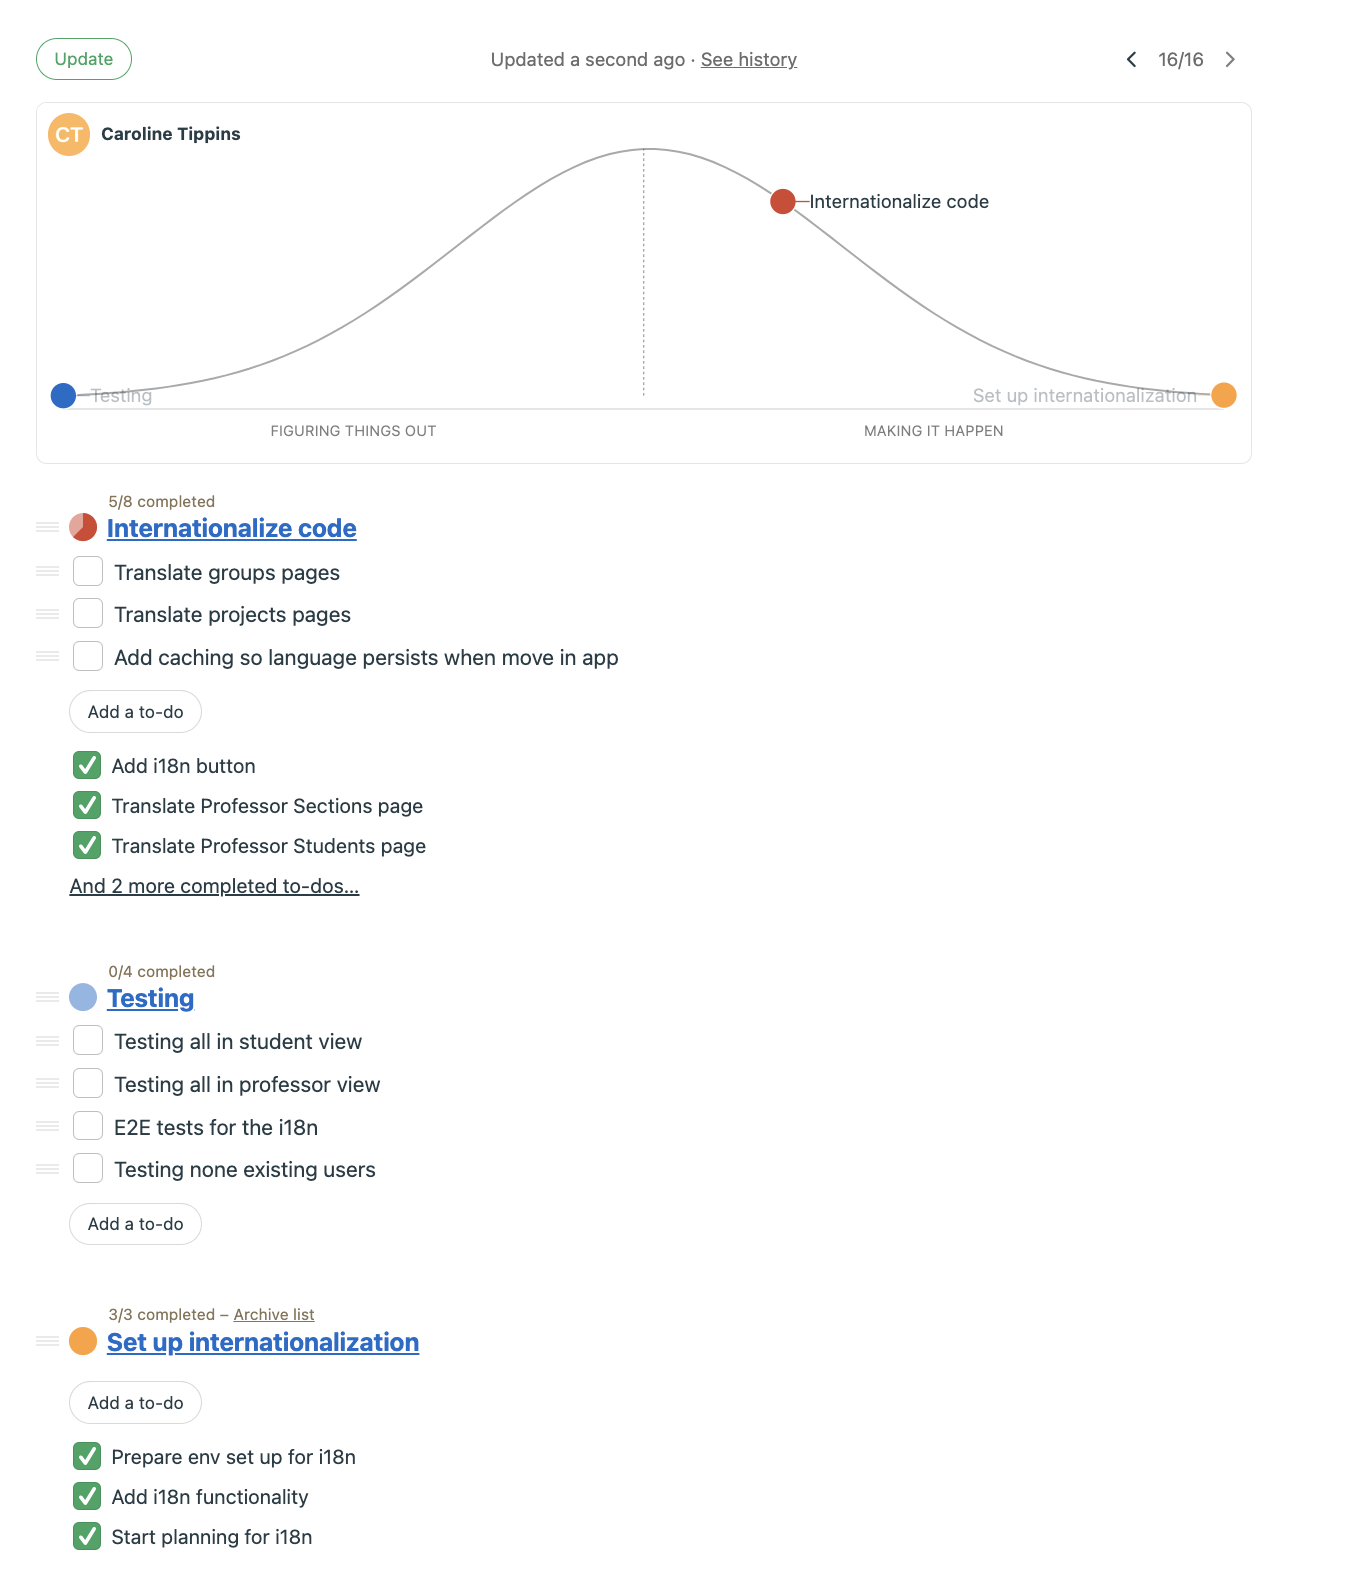 Update
Updated a second ago · See history
16/16
CT
Caroline Tippins
Internationalize code
Testing
Set up internationalization
FIGURING THINGS OUT
MAKING IT HAPPEN
5/8 completed
Internationalize code
Translate groups pages
Translate projects pages
Add caching so language persists when move in app
Add a to-do
Add i18n button
Translate Professor Sections page
Translate Professor Students page
And 2 more completed to-dos...
0/4 completed
Testing
Testing all in student view
Testing all in professor view
E2E tests for the i18n
Testing none existing users
Add a to-do
3/3 completed – Archive list
Set up internationalization
Add a to-do
Prepare env set up for i18n
Add i18n functionality
Start planning for i18n